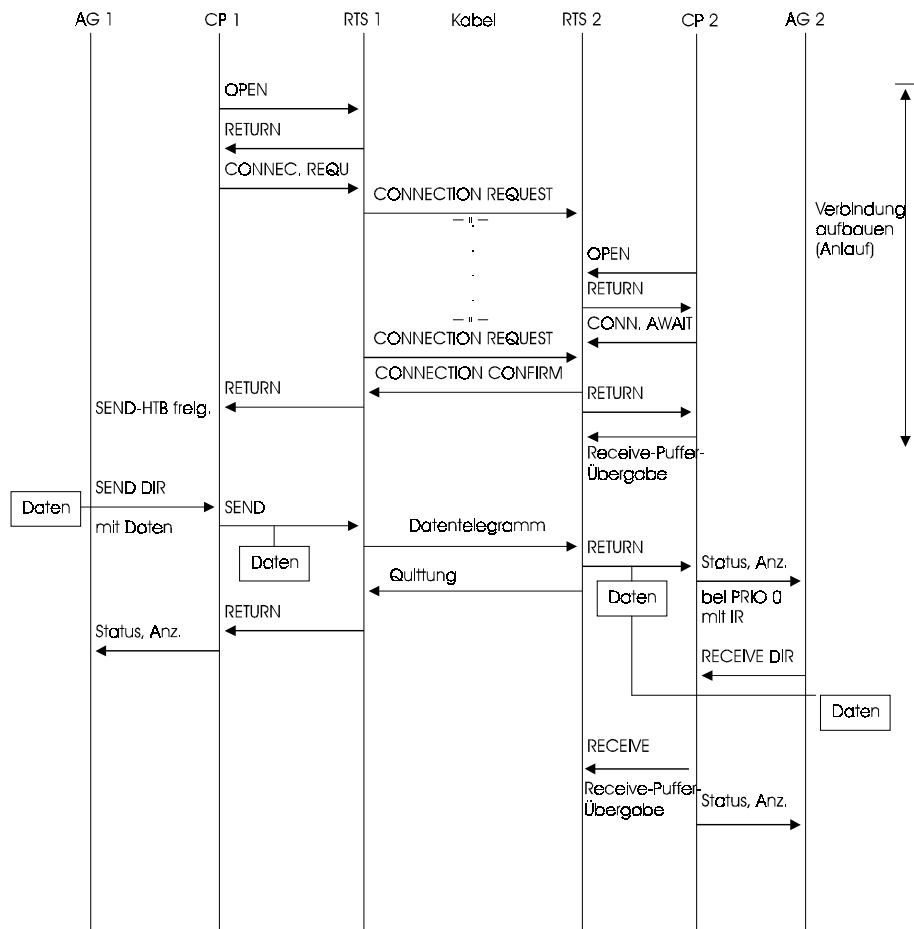 AG 1 CP 1 RTS 1 Kabel RTS 2 CP 2 AG 2
OPEN
RETURN
CONNEC. REQU
CONNECTION REQUEST
— " —
Verbindung
aufbauen
(Anlauf)
OPEN
RETURN
— " —
CONN. AWAIT
CONNECTION REQUEST
CONNECTION CONFIRM
RETURN
RETURN
SEND-HTB freig.
Receive-Puffer-
Übergabe
SEND DIR
Daten
mit Daten
SEND
Daten
Datentelegramm
RETURN
Daten
Status, Anz.
bei PRIO 0
mit IR
Quittung
RETURN
Status, Anz.
RECEIVE DIR
Daten
RECEIVE
Receive-Puffer-
Übergabe
Status, Anz.